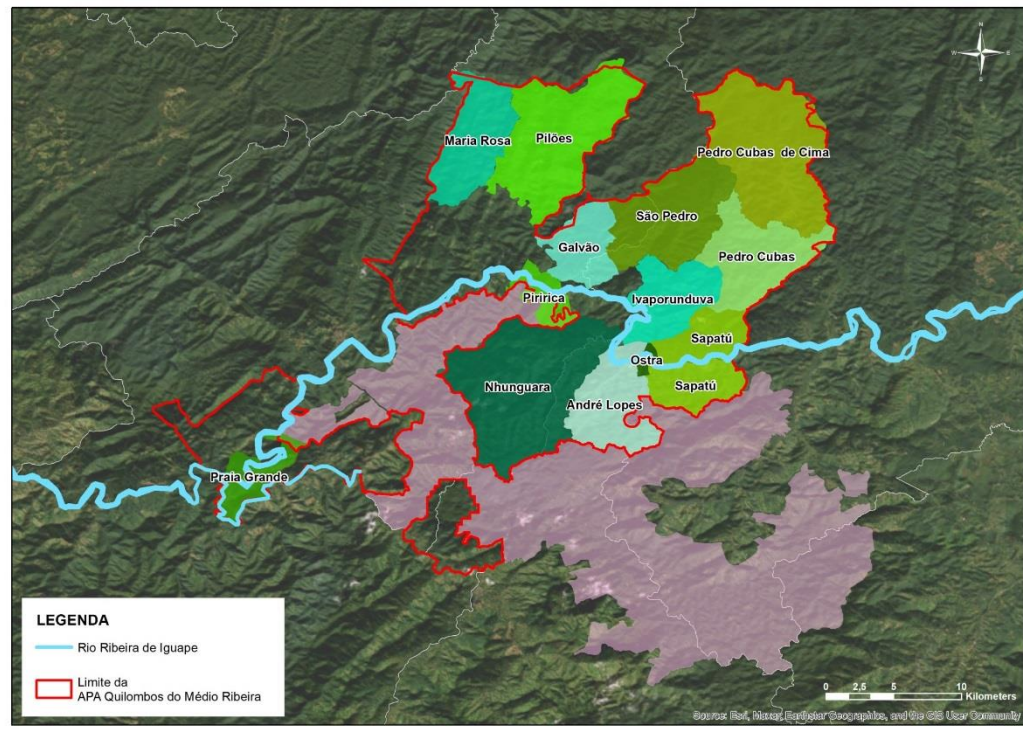 N
W E
S
Maria Rosa
Pilões
Pedro Cubas de Cima
São Pedro
Galvão
Pedro Cubas
Piririca
Ivaporunduva
Sapatú
Ostra
Nhunguara
Sapatú
André Lopes
Praia Grande
LEGENDA
Rio Ribeira de Iguape
Limite da
APA Quilombos do Médio Ribeira
0 2,5 5 10
Kilometers
Source: Esri, Maxar, Earthstar Geographics, and the GIS User Community